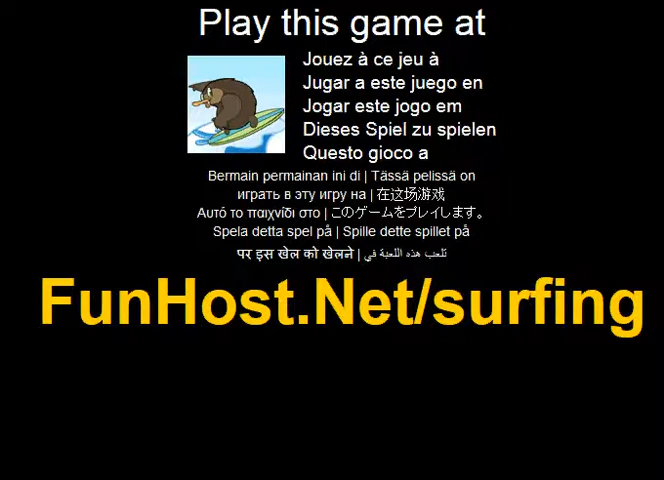 Play this game at
Jouez à ce jeu à
Jugar a este juego en
Jogar este jogo em
Dieses Spiel zu spielen
Questo gioco a
Bermain permainan ini di | Tässä pelissä on
играть в эту игру на | 在这场游戏
Αυτό το παιχνίδι στο | このゲームをプレイします。
Spela detta spel på | Spille dette spillet på
पर इस खेल को खेलने | تلعب هذه اللعبة في
FunHost.Net/surfing